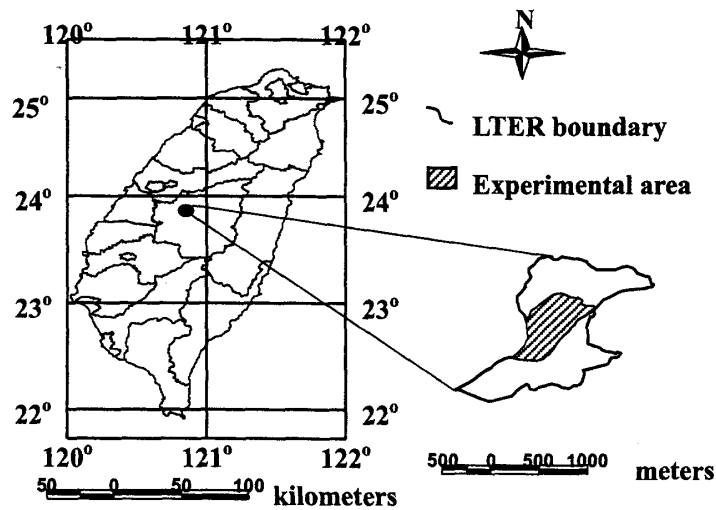 120° 121° 122°
N
25° 25°
LTER boundary
Experimental area
24° 24°
23° 23°
22° 22°
120° 121° 122°
50 0 50 100 kilometers
500 0 500 1000 meters